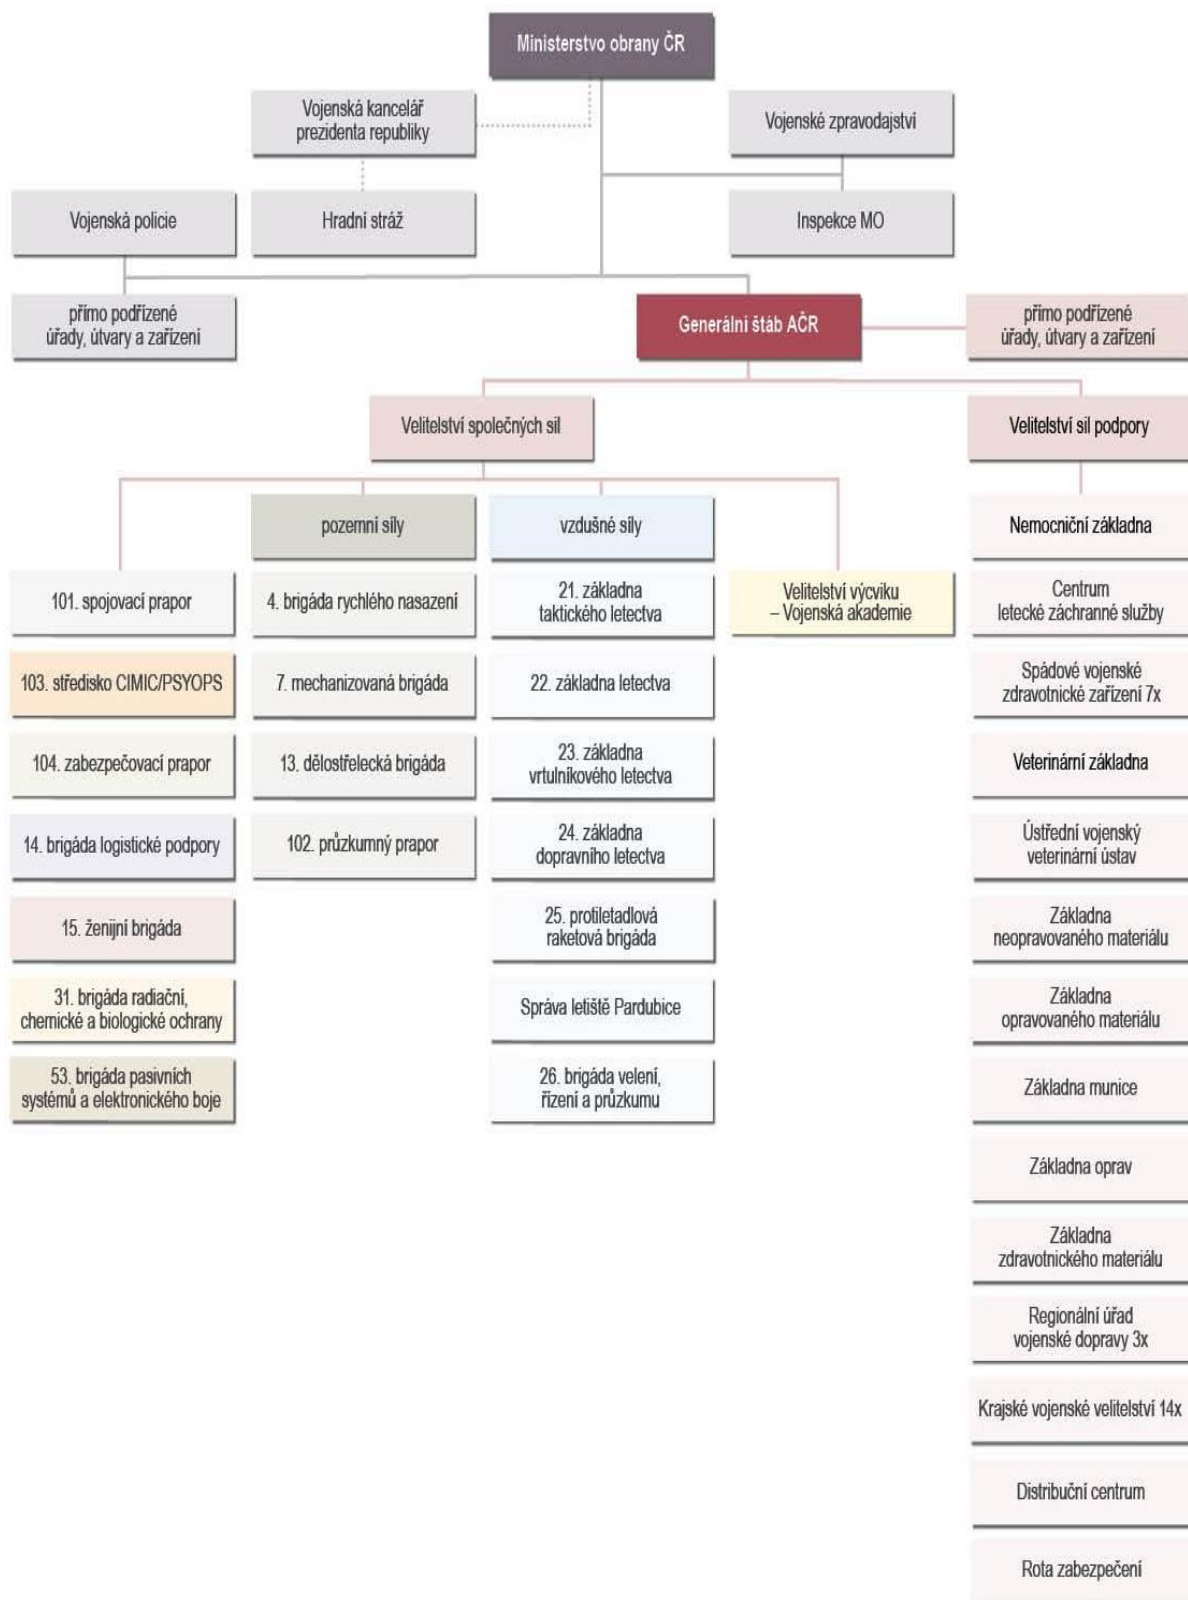 Ministerstvo obrany ČR
Vojenská kancelář
prezidenta republiky
Vojenské zpravodajství
Vojenská policie
Hradní stráž
Inspekce MO
přímo podřízené
úřady, útvary a zařízení
Generální štáb AČR
přímo podřízené
úřady, útvary a zařízení
Velitelství společných sil
Velitelství sil podpory
pozemní síly
vzdušné síly
101. spojovací prapor
103. středisko CIMIC/PSYOPS
104. zabezpečovací prapor
14. brigáda logistické podpory
15. ženijní brigáda
31. brigáda radiační,
chemické a biologické ochrany
53. brigáda pasivních
systémů a elektronického boje
4. brigáda rychlého nasazení
7. mechanizovaná brigáda
13. dělostřelecká brigáda
102. průzkumný prapor
21. základna
taktického letectva
22. základna letectva
23. základna
vrtulníkového letectva
24. základna
dopravního letectva
25. protiletadlová
raketová brigáda
Správa letiště Pardubice
26. brigáda velení,
řízení a průzkumu
Velitelství výcviku
– Vojenská akademie
Nemocniční základna
Centrum
letecké záchranné služby
Spádové vojenské
zdravotnické zařízení 7x
Veterinární základna
Ústřední vojenský
veterinární ústav
Základna
neopravovaného materiálu
Základna
opravovaného materiálu
Základna munice
Základna oprav
Základna
zdravotnického materiálu
Regionální úřad
vojenské dopravy 3x
Krajské vojenské velitelství 14x
Distribuční centrum
Rota zabezpečení